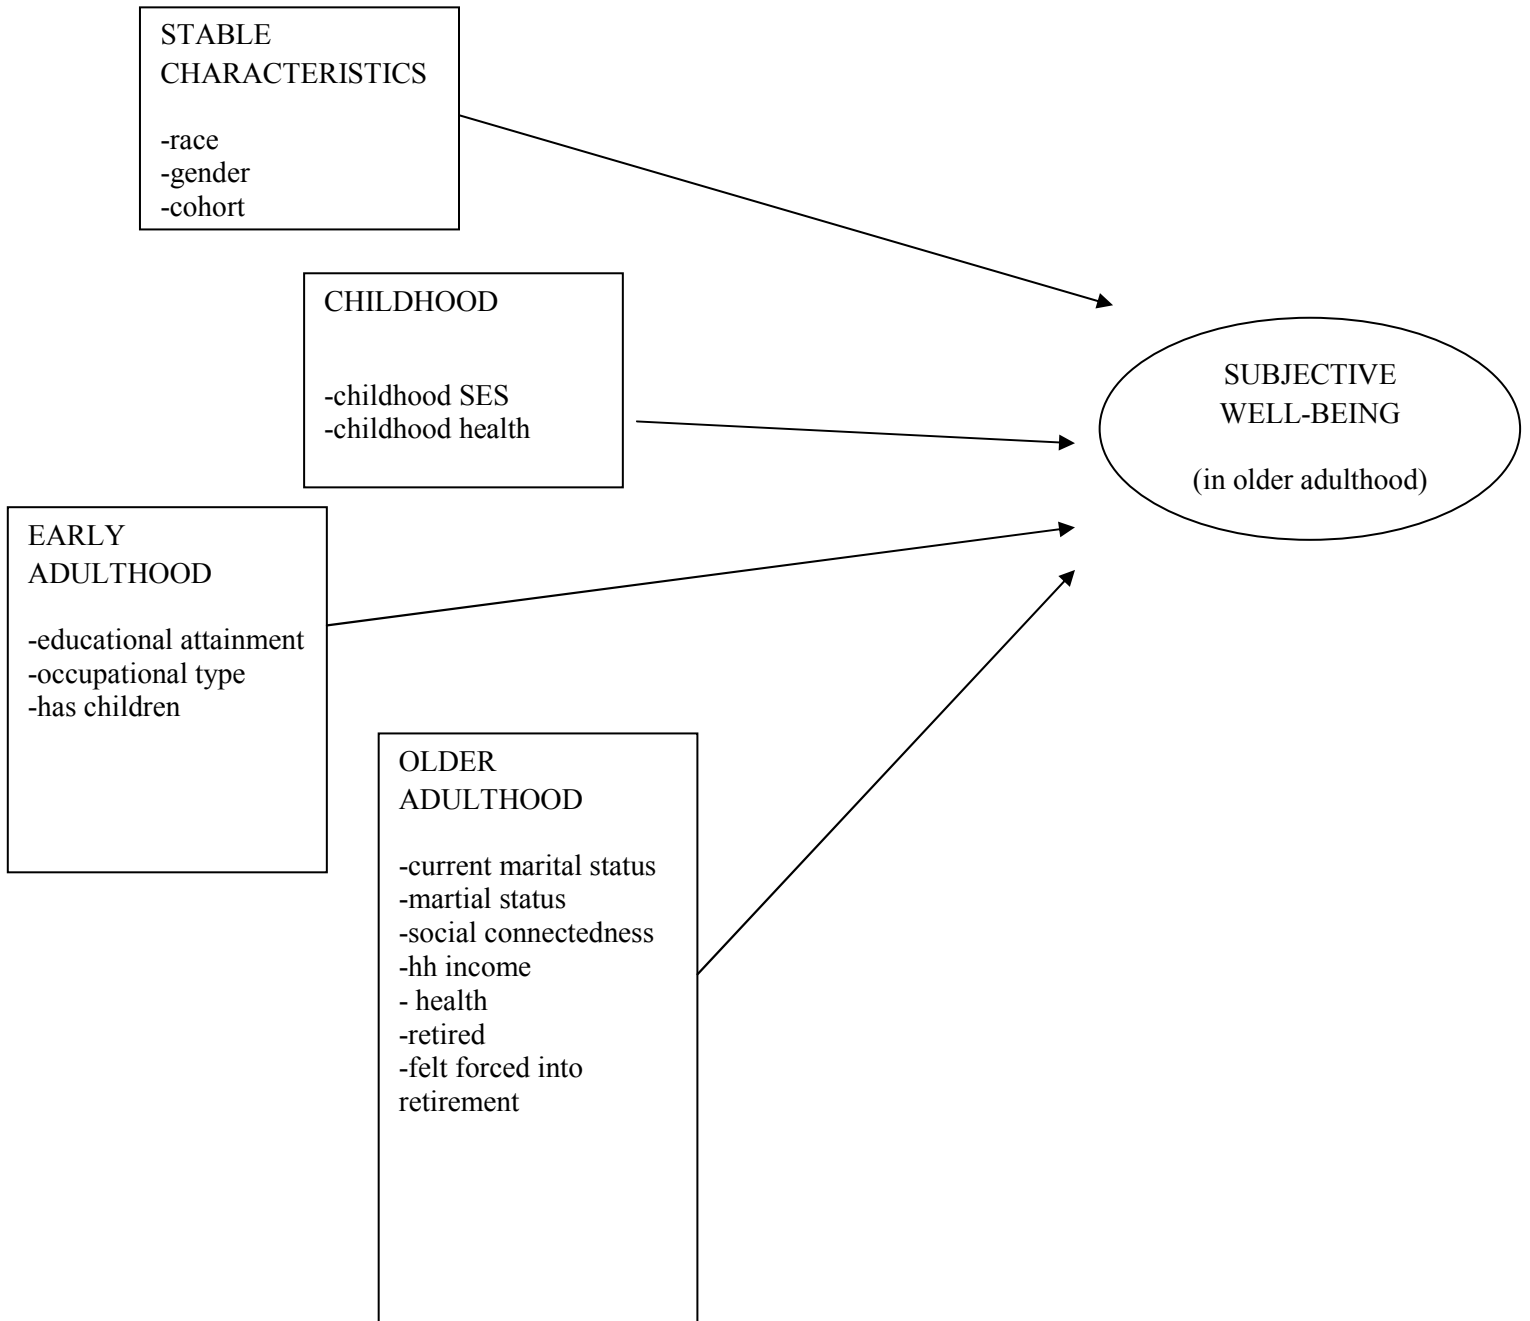 STABLE
CHARACTERISTICS
-race
-gender
-cohort
CHILDHOOD
-childhood SES
-childhood health
SUBJECTIVE
WELL-BEING
(in older adulthood)
EARLY
ADULTHOOD
-educational attainment
-occupational type
-has children
OLDER
ADULTHOOD
-current marital status
-martial status
-social connectedness
-hh income
- health
-retired
-felt forced into
retirement